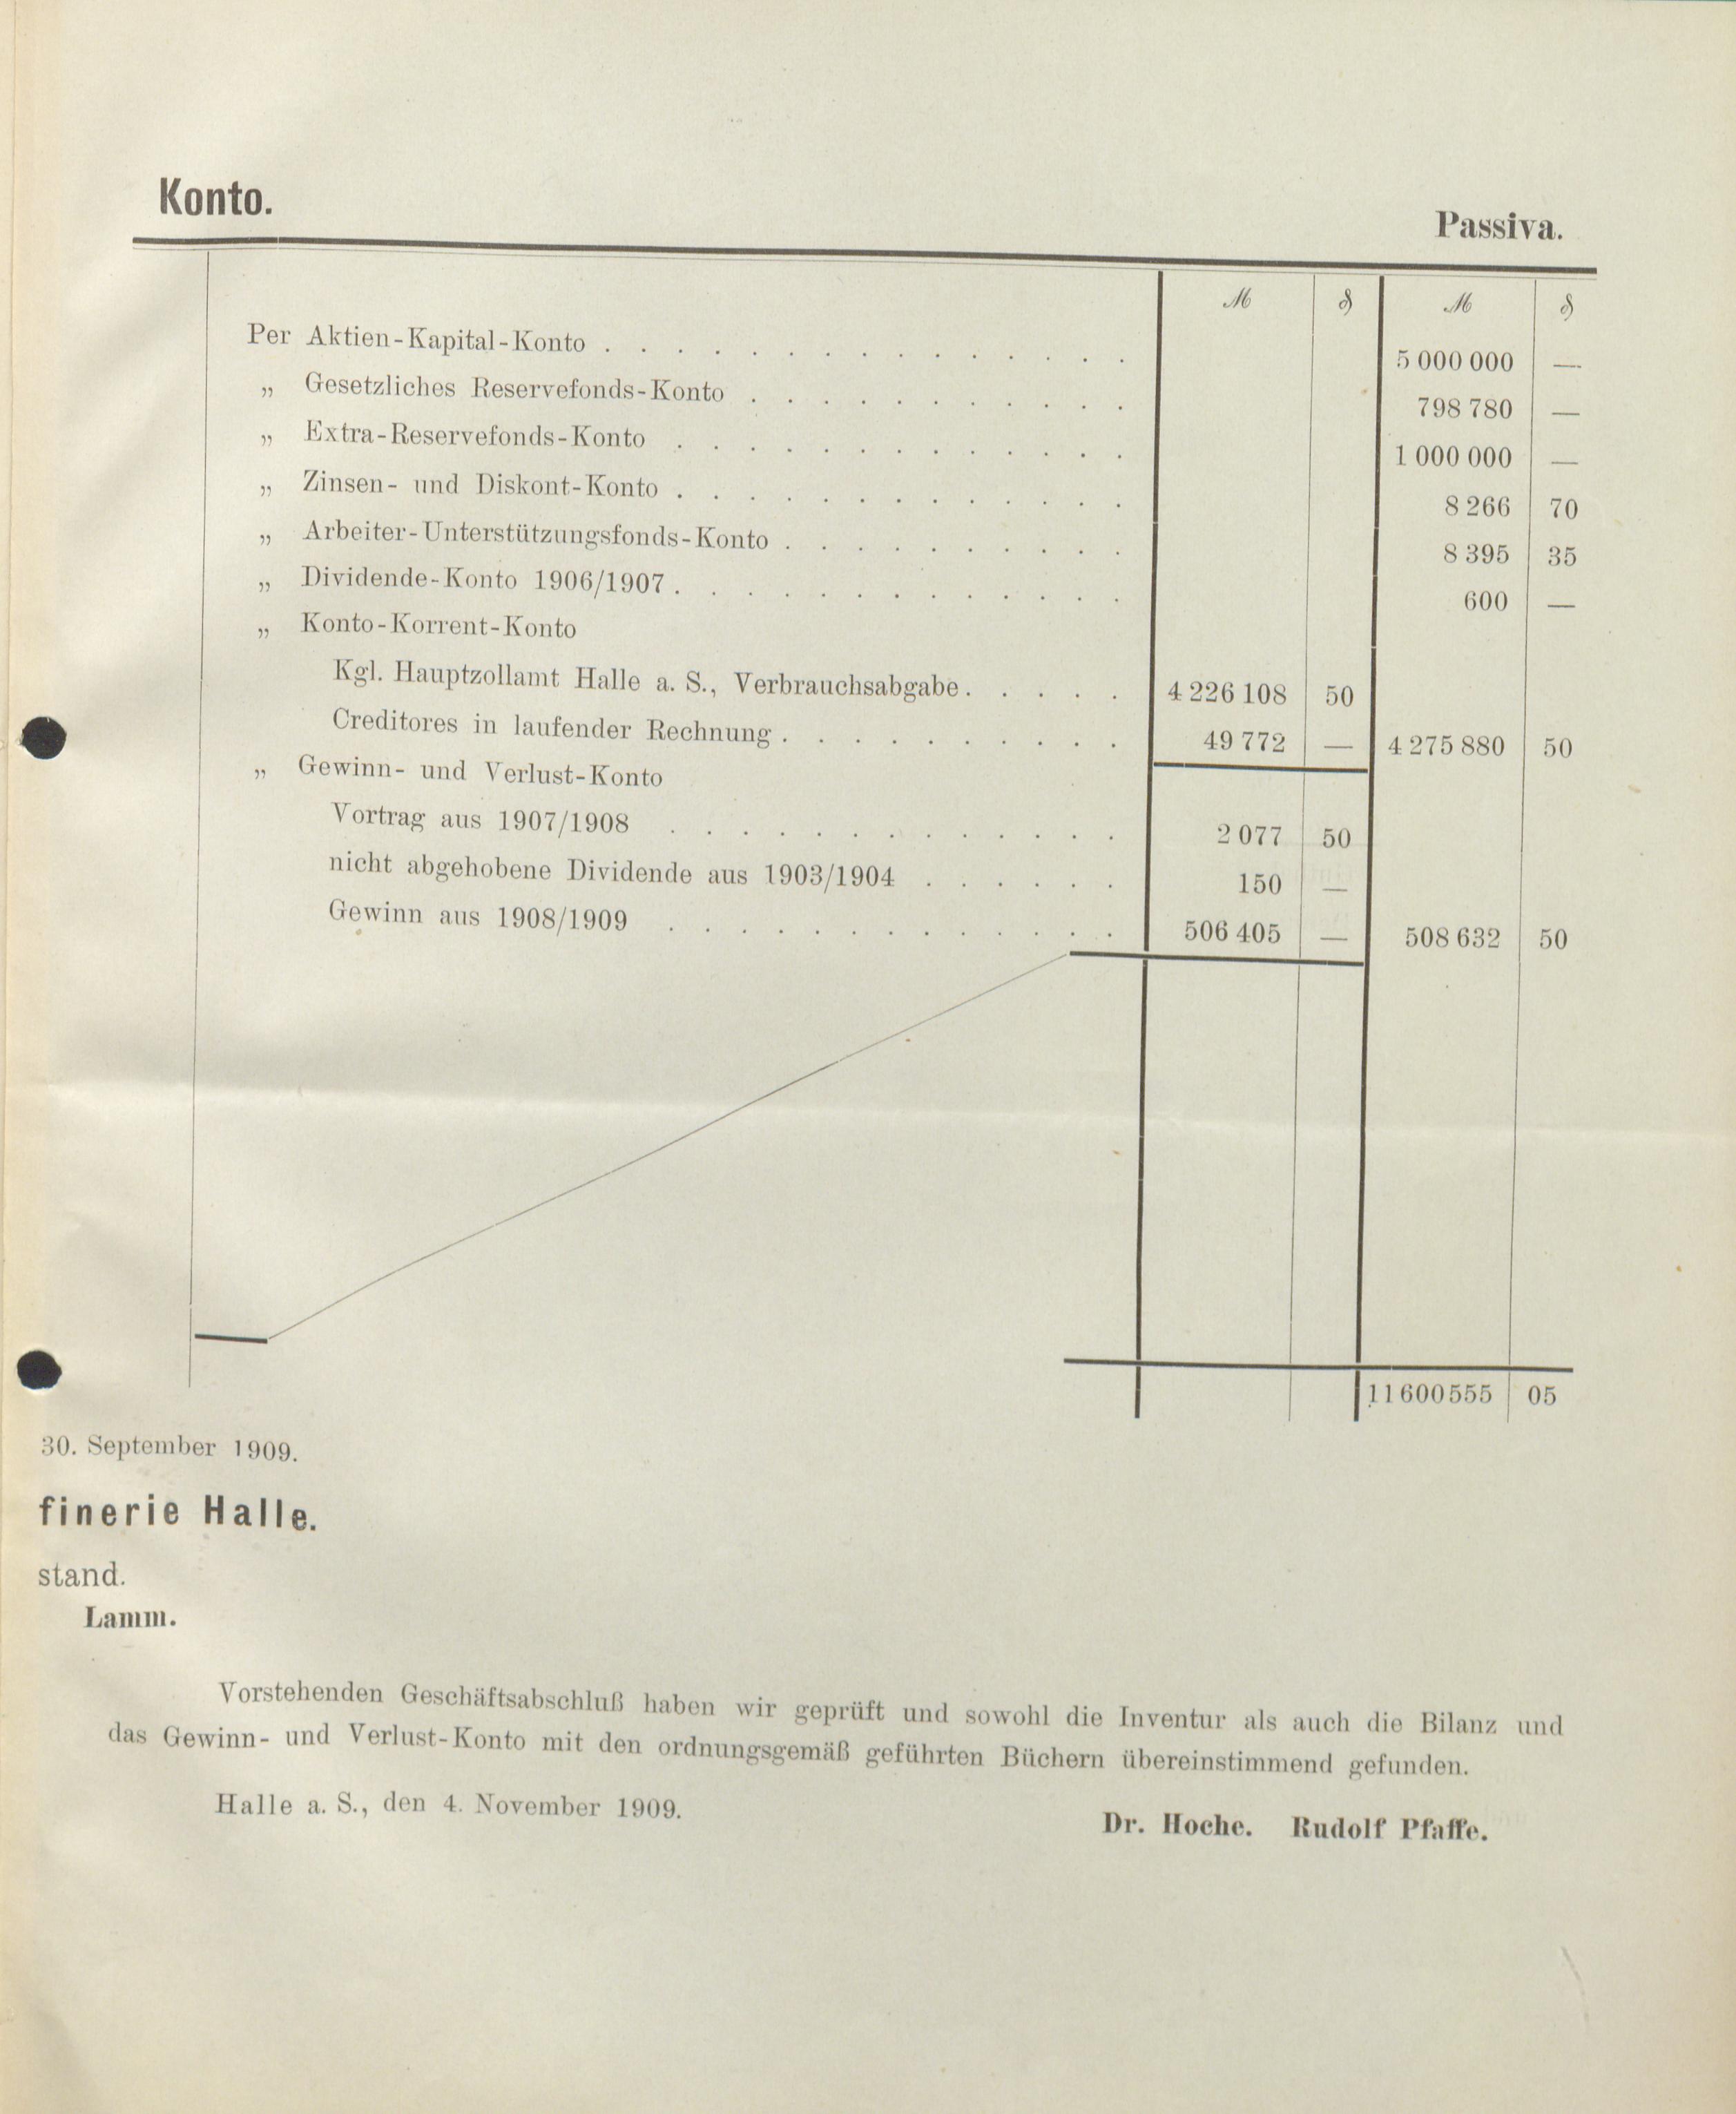 Konto.
Passiva.
ℳ ₰ ℳ ₰
Per Aktien-Kapital-Konto . . . . . . . . . . . . . . . 5 000 000 —
„ Gesetzliches Reservefonds-Konto . . . . . . . . . . . 798 780 —
„ Extra-Reservefonds-Konto . . . . . . . . . . . . . 1 000 000 —
„ Zinsen- und Diskont-Konto . . . . . . . . . . . . . 8 266 70
„ Arbeiter-Unterstützungsfonds-Konto . . . . . . . . . . 8 395 35
„ Dividende-Konto 1906/1907 . . . . . . . . . . . . . 600 —
„ Konto-Korrent-Konto
Kgl. Hauptzollamt Halle a. S., Verbrauchsabgabe . . . . . 4 226 108 50
Creditores in laufender Rechnung . . . . . . . . . . 49 772 — 4 275 880 50
„ Gewinn- und Verlust-Konto
Vortrag aus 1907/1908 . . . . . . . . . . . . . 2 077 50
nicht abgehobene Dividende aus 1903/1904 . . . . . . 150 —
Gewinn aus 1908/1909 . . . . . . . . . . . . . 506 405 — 508 632 50
11 600 555 05
30. September 1909.
finerie Halle.
stand.
Lamm.
Vorstehenden Geschäftsabschluß haben wir geprüft und sowohl die Inventur als auch die Bilanz und
das Gewinn- und Verlust-Konto mit den ordnungsgemäß geführten Büchern übereinstimmend gefunden.
Halle a. S., den 4. November 1909.
Dr. Hoche. Rudolf Pfaffe.